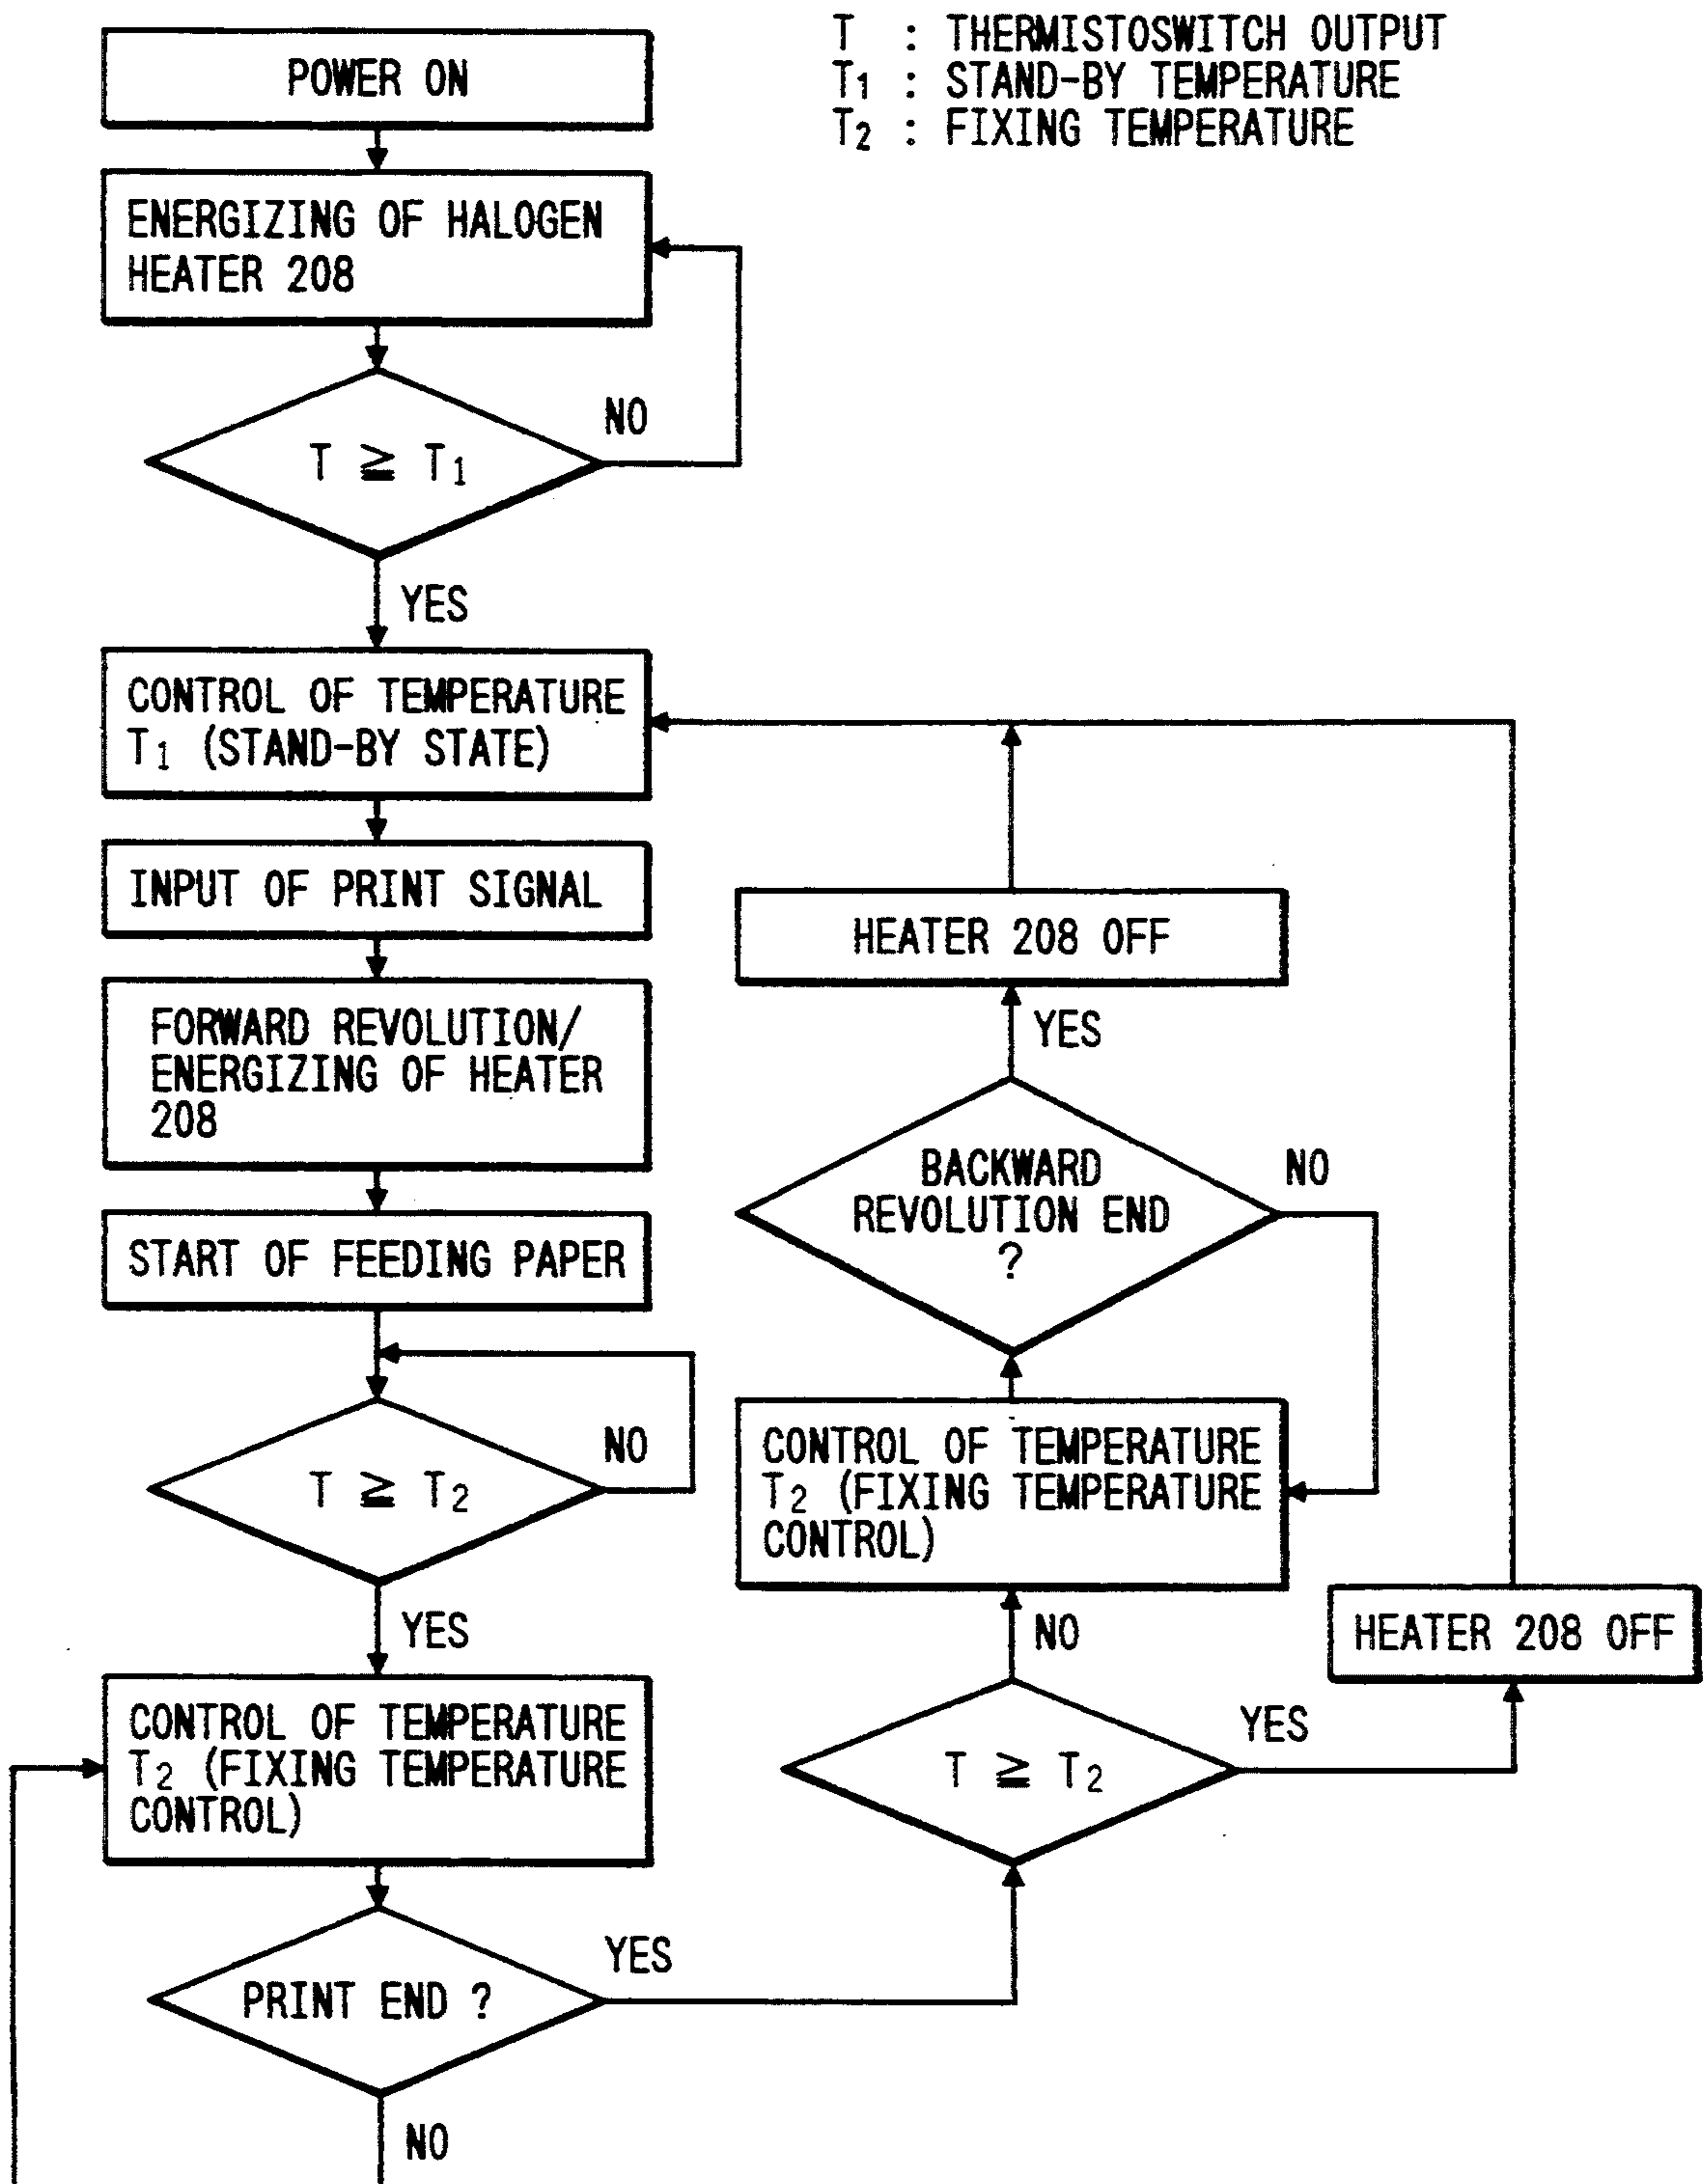 T : THERMISTOSWITCH OUTPUT
T₁ : STAND-BY TEMPERATURE
T₂ : FIXING TEMPERATURE
POWER ON
ENERGIZING OF HALOGEN
HEATER 208
T ≧ T₁
NO
YES
CONTROL OF TEMPERATURE
T₁ (STAND-BY STATE)
INPUT OF PRINT SIGNAL
FORWARD REVOLUTION/
ENERGIZING OF HEATER
208
START OF FEEDING PAPER
T ≧ T₂
NO
YES
CONTROL OF TEMPERATURE
T₂ (FIXING TEMPERATURE
CONTROL)
PRINT END ?
YES
NO
T ≧ T₂
YES
NO
HEATER 208 OFF
CONTROL OF TEMPERATURE
T₂ (FIXING TEMPERATURE
CONTROL)
BACKWARD
REVOLUTION END
?
NO
YES
HEATER 208 OFF